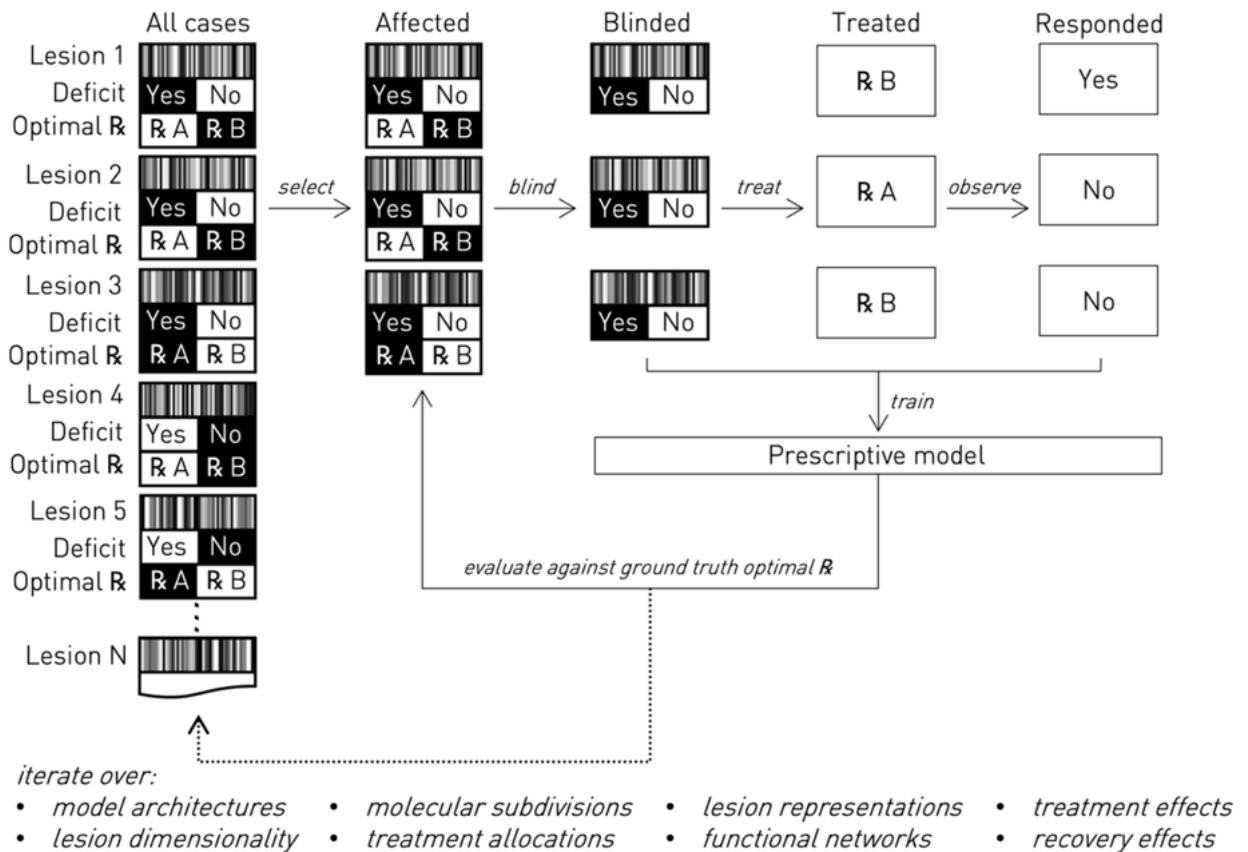 All cases Affected Blinded Treated Responded
Lesion 1
Deficit Yes No Yes No Yes No ℞ B Yes
Optimal ℞ ℞ A ℞ B ℞ A ℞ B
Lesion 2
select blind treat observe
Deficit Yes No Yes No Yes No ℞ A No
Optimal ℞ ℞ A ℞ B ℞ A ℞ B
Lesion 3
Deficit Yes No Yes No Yes No ℞ B No
Optimal ℞ ℞ A ℞ B ℞ A ℞ B
Lesion 4
train
Deficit Yes No
Optimal ℞ ℞ A ℞ B
Prescriptive model
Lesion 5
Deficit Yes No
evaluate against ground truth optimal ℞
Optimal ℞ ℞ A ℞ B
Lesion N
iterate over:
• model architectures • molecular subdivisions • lesion representations • treatment effects
• lesion dimensionality • treatment allocations • functional networks • recovery effects